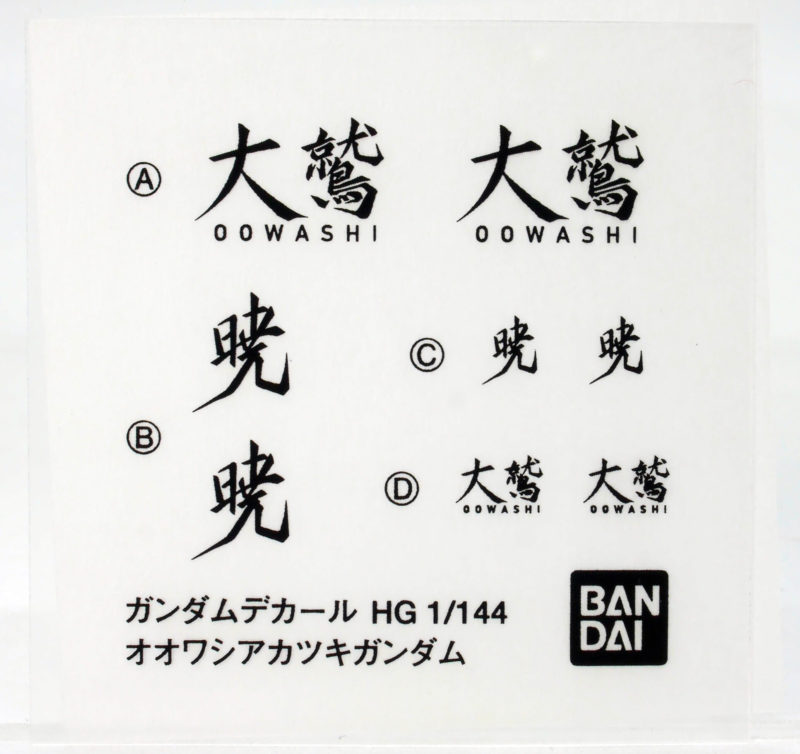 Ⓐ 大鷲 大鷲
OOWASHI OOWASHI
暁
Ⓒ 暁 暁
Ⓑ
暁
Ⓓ 大鷲 大鷲
OOWASHI OOWASHI
ガンダムデカール HG 1/144
オオワシアカツキガンダム
BAN
DAI